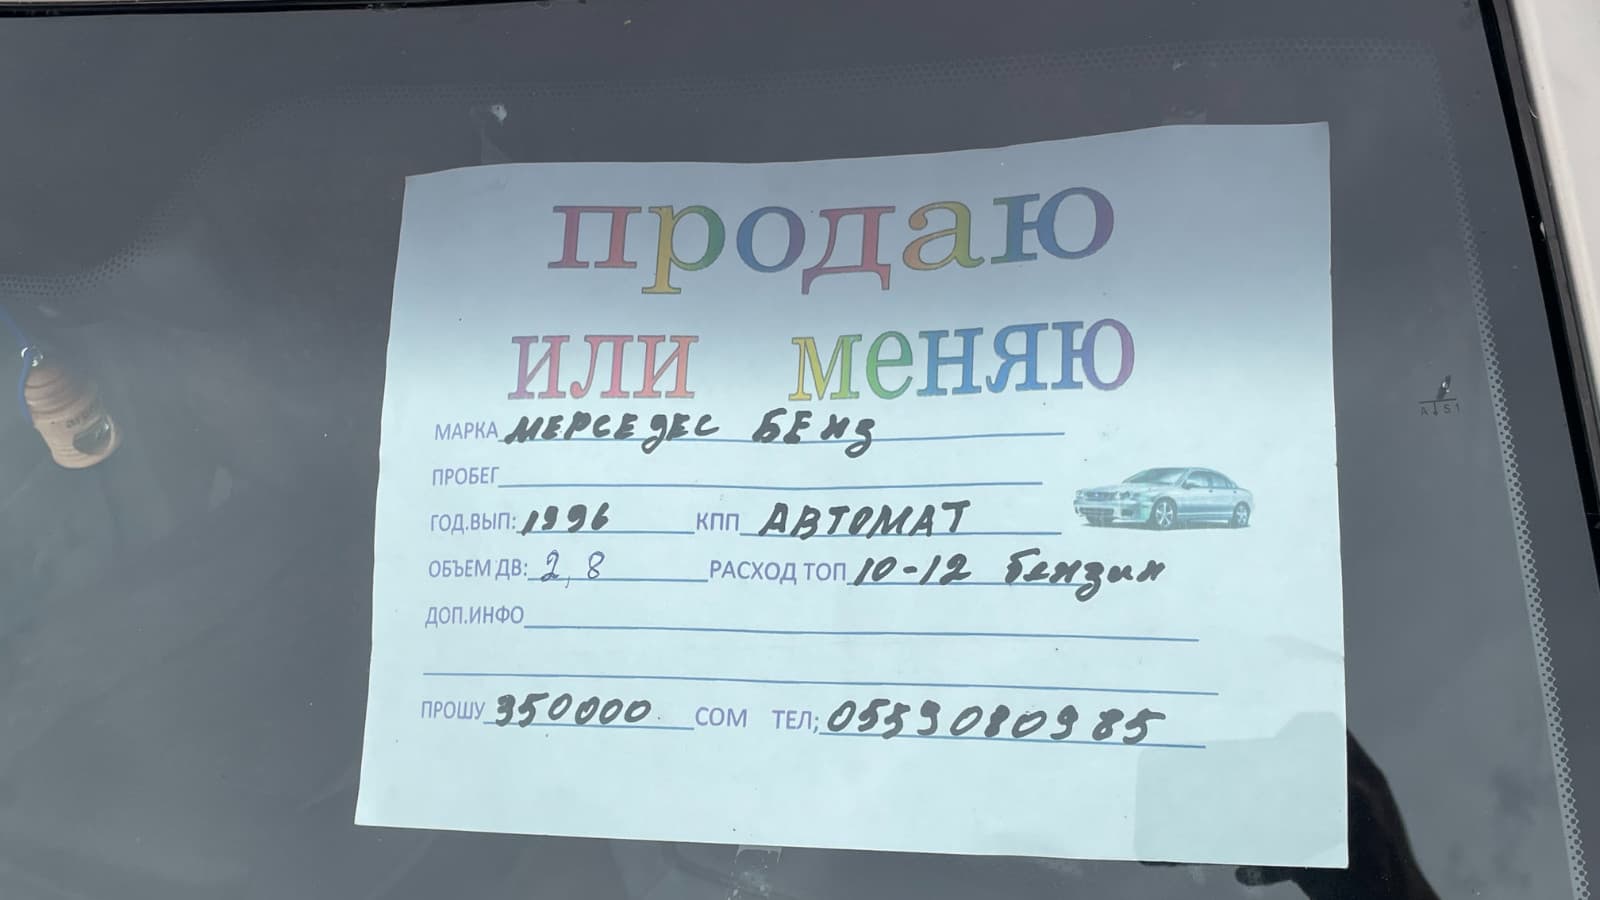 продаю
или меняю
МАРКА МЕРСЕДЕС БЕНЗ
ПРОБЕГ
ГОД.ВЫП: 1996 КПП АВТОМАТ
ОБЪЕМ ДВ: 2,8 РАСХОД ТОП 10-12 бензин
ДОП.ИНФО
ПРОШУ 350000 СОМ ТЕЛ; 0559080985